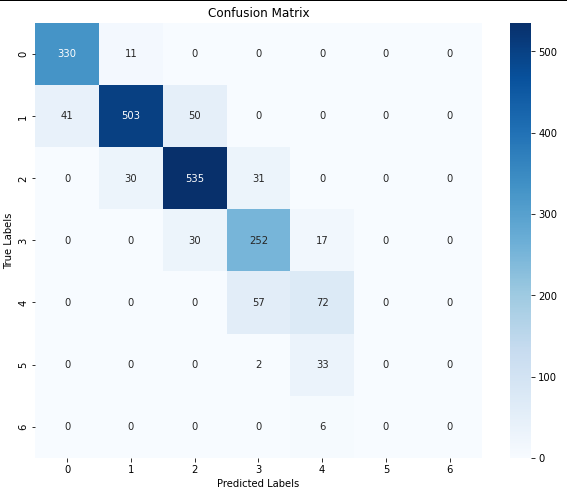 Confusion Matrix
True Labels
0 330 11 0 0 0 0 0
1 41 503 50 0 0 0 0
2 0 30 535 31 0 0 0
3 0 0 30 252 17 0 0
4 0 0 0 57 72 0 0
5 0 0 0 2 33 0 0
6 0 0 0 0 6 0 0
0 1 2 3 4 5 6
Predicted Labels
500
400
300
200
100
0